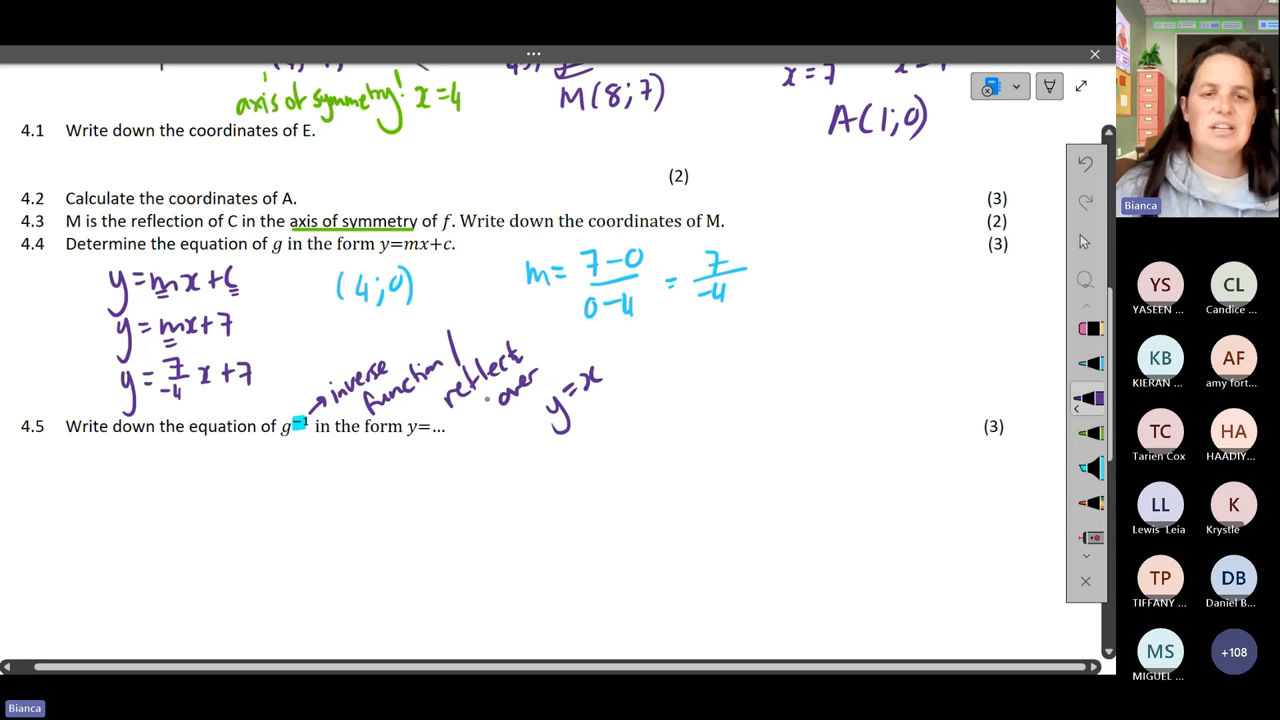 axis of symmetry! x=4
M(8;7)
x=7
A(1;0)
4.1 Write down the coordinates of E.
(2)
4.2 Calculate the coordinates of A. (3)
4.3 M is the reflection of C in the axis of symmetry of f. Write down the coordinates of M. (2)
4.4 Determine the equation of g in the form y=mx+c. (3)
y=mx+c
(4;0)
m= 7-0/0-4 = 7/-4
y=mx+7
y= 7/-4 x+7
inverse function / reflects over y=x
4.5 Write down the equation of g⁻¹ in the form y=... (3)
Bianca
YS
YASEEN ...
CL
Candice ...
KB
KIERAN ...
AF
amy fort...
TC
Tarien Cox
HA
HAADIY...
LL
Lewis Leia
K
Krystle
TP
TIFFANY ...
DB
Daniel B...
MS
MIGUEL ...
+108
Bianca